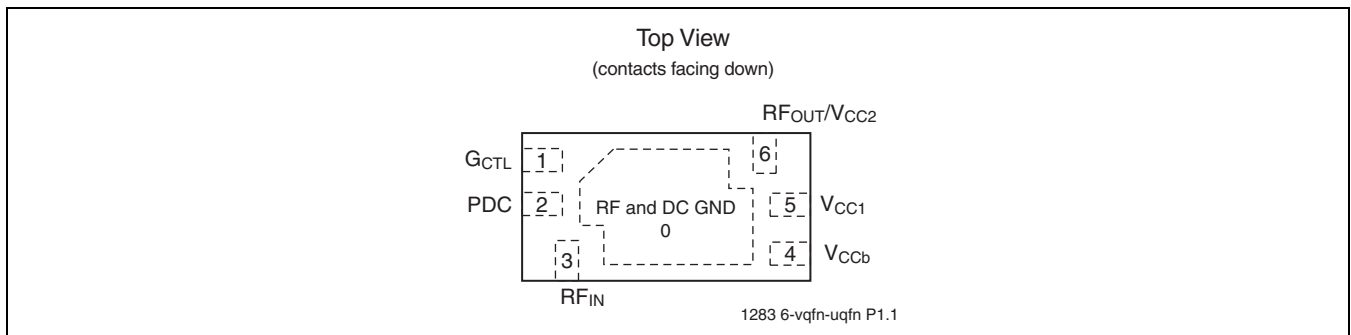 Top View
(contacts facing down)
RFOUT/VCC2
GCTL 1 6
PDC 2 RF and DC GND 5 VCC1
0
3 4 VCCb
RFIN
1283 6-vqfn-uqfn P1.1